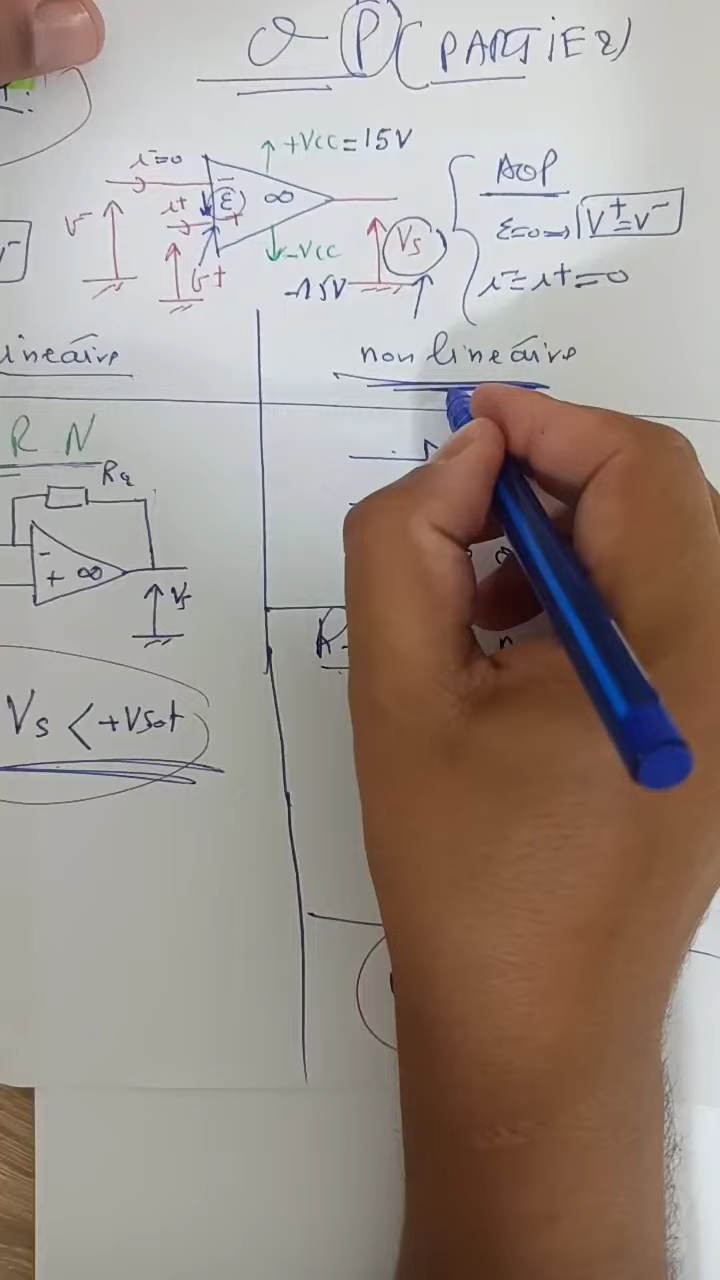 O P (PARTIE 2)
+Vcc = 15V
i-=0
i+
(ε)
-
+
∞
V-
V+
-Vcc
-15V
Vs
AOP
ε=0 → V+=V-
i-=i+=0
linéaire
non linéaire
R N
R2
-
+ ∞
Vs
Vs < +Vsat